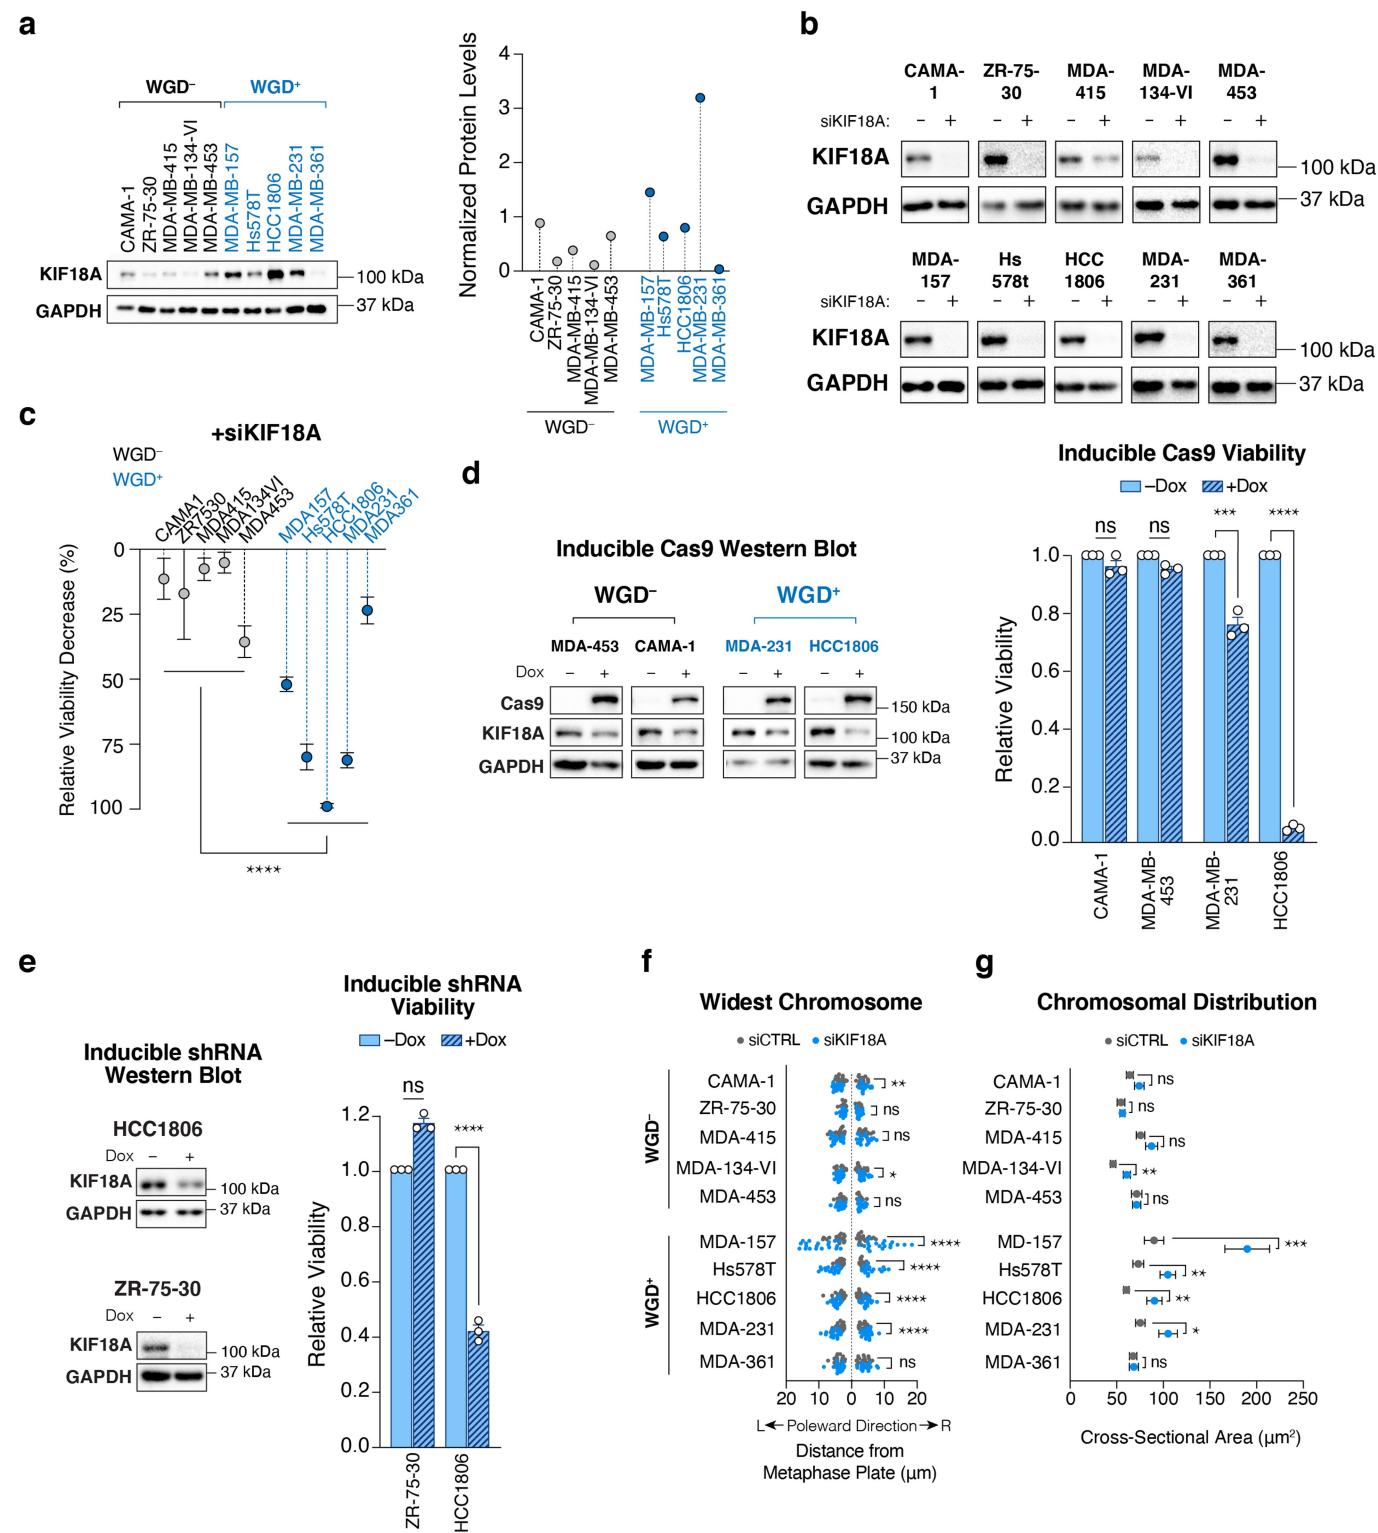 a
WGD– WGD+
CAMA-1
ZR-75-30
MDA-MB-415
MDA-MB-134-VI
MDA-MB-453
MDA-MB-157
Hs578T
HCC1806
MDA-MB-231
MDA-MB-361
KIF18A 100 kDa
GAPDH 37 kDa
Normalized Protein Levels
4
3
2
1
0
CAMA-1
ZR-75-30
MDA-MB-415
MDA-MB-134-VI
MDA-MB-453
MDA-MB-157
Hs578T
HCC1806
MDA-MB-231
MDA-MB-361
WGD– WGD+
b
CAMA- ZR-75- MDA- MDA- MDA-
1 30 415 134-VI 453
siKIF18A: – + – + – + – + – +
KIF18A 100 kDa
GAPDH 37 kDa
MDA- Hs HCC MDA- MDA-
157 578t 1806 231 361
siKIF18A: – + – + – + – + – +
KIF18A 100 kDa
GAPDH 37 kDa
c
+siKIF18A
WGD–
WGD+
CAMA1
ZR7530
MDA415
MDA134VI
MDA453
MDA157
Hs578T
HCC1806
MDA231
MDA361
Relative Viability Decrease (%)
0
25
50
75
100
****
d
Inducible Cas9 Western Blot
WGD– WGD+
MDA-453 CAMA-1 MDA-231 HCC1806
Dox – + – + – + – +
Cas9 150 kDa
KIF18A 100 kDa
GAPDH 37 kDa
Inducible Cas9 Viability
–Dox +Dox
ns ns *** ****
Relative Viability
1.0
0.8
0.6
0.4
0.2
0.0
CAMA-1
MDA-MB-
453
MDA-MB-
231
HCC1806
e
Inducible shRNA
Western Blot
HCC1806
Dox – +
KIF18A 100 kDa
GAPDH 37 kDa
ZR-75-30
Dox – +
KIF18A 100 kDa
GAPDH 37 kDa
Inducible shRNA
Viability
–Dox +Dox
ns ****
Relative Viability
1.2
1.0
0.8
0.6
0.4
0.2
0.0
ZR-75-30
HCC1806
f
Widest Chromosome
siCTRL siKIF18A
WGD–
CAMA-1 **
ZR-75-30 ns
MDA-415 ns
MDA-134-VI *
MDA-453 ns
WGD+
MDA-157 ****
Hs578T ****
HCC1806 ****
MDA-231 ****
MDA-361 ns
20 10 0 10 20
L Poleward Direction R
Distance from
Metaphase Plate (µm)
g
Chromosomal Distribution
siCTRL siKIF18A
CAMA-1 ns
ZR-75-30 ns
MDA-415 ns
MDA-134-VI **
MDA-453 ns
MD-157 ***
Hs578T **
HCC1806 **
MDA-231 *
MDA-361 ns
0 50 100 150 200 250
Cross-Sectional Area (µm²)